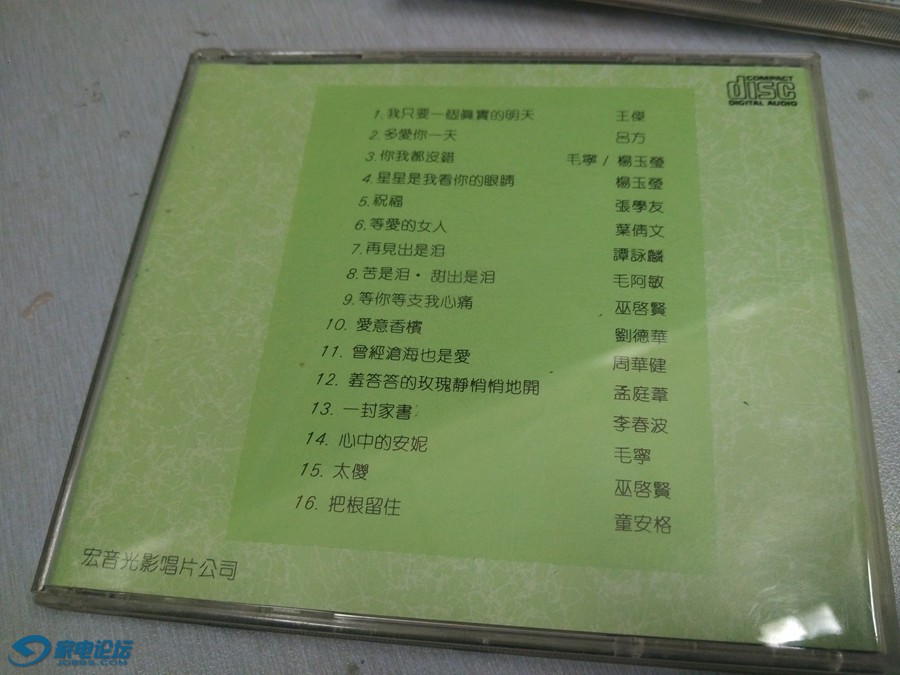 COMPACT
disc
DIGITAL AUDIO
1. 我只要一個真實的明天 王傑
2. 多愛你一天 呂方
3. 你我都沒錯 毛寧 / 楊玉瑩
4. 星星是我看你的眼睛 楊玉瑩
5. 祝福 張學友
6. 等愛的女人 葉倩文
7. 再見出是泪 譚詠麟
8. 苦是泪・甜出是泪 毛阿敏
9. 等你等支我心痛 巫啓賢
10. 愛意香檳 劉德華
11. 曾經滄海也是愛 周華健
12. 羞答答的玫瑰靜悄悄地開 孟庭葦
13. 一封家書 李春波
14. 心中的安妮 毛寧
15. 太傻 巫啓賢
16. 把根留住 童安格
宏音光影唱片公司
家电论坛
JDBBS.COM